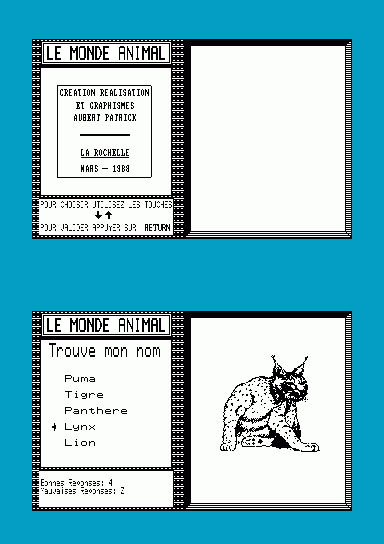 LE MONDE ANIMAL
CREATION REALISATION
ET GRAPHISMES
AUBERT PATRICK
LA ROCHELLE
MARS — 1988
POUR CHOISIR UTILISEZ LES TOUCHES
POUR VALIDER APPUYER SUR RETURN
LE MONDE ANIMAL
Trouve mon nom
Puma
Tigre
Panthere
Lynx
Lion
Bonnes Reponses: 4
Mauvaises Reponses: 2